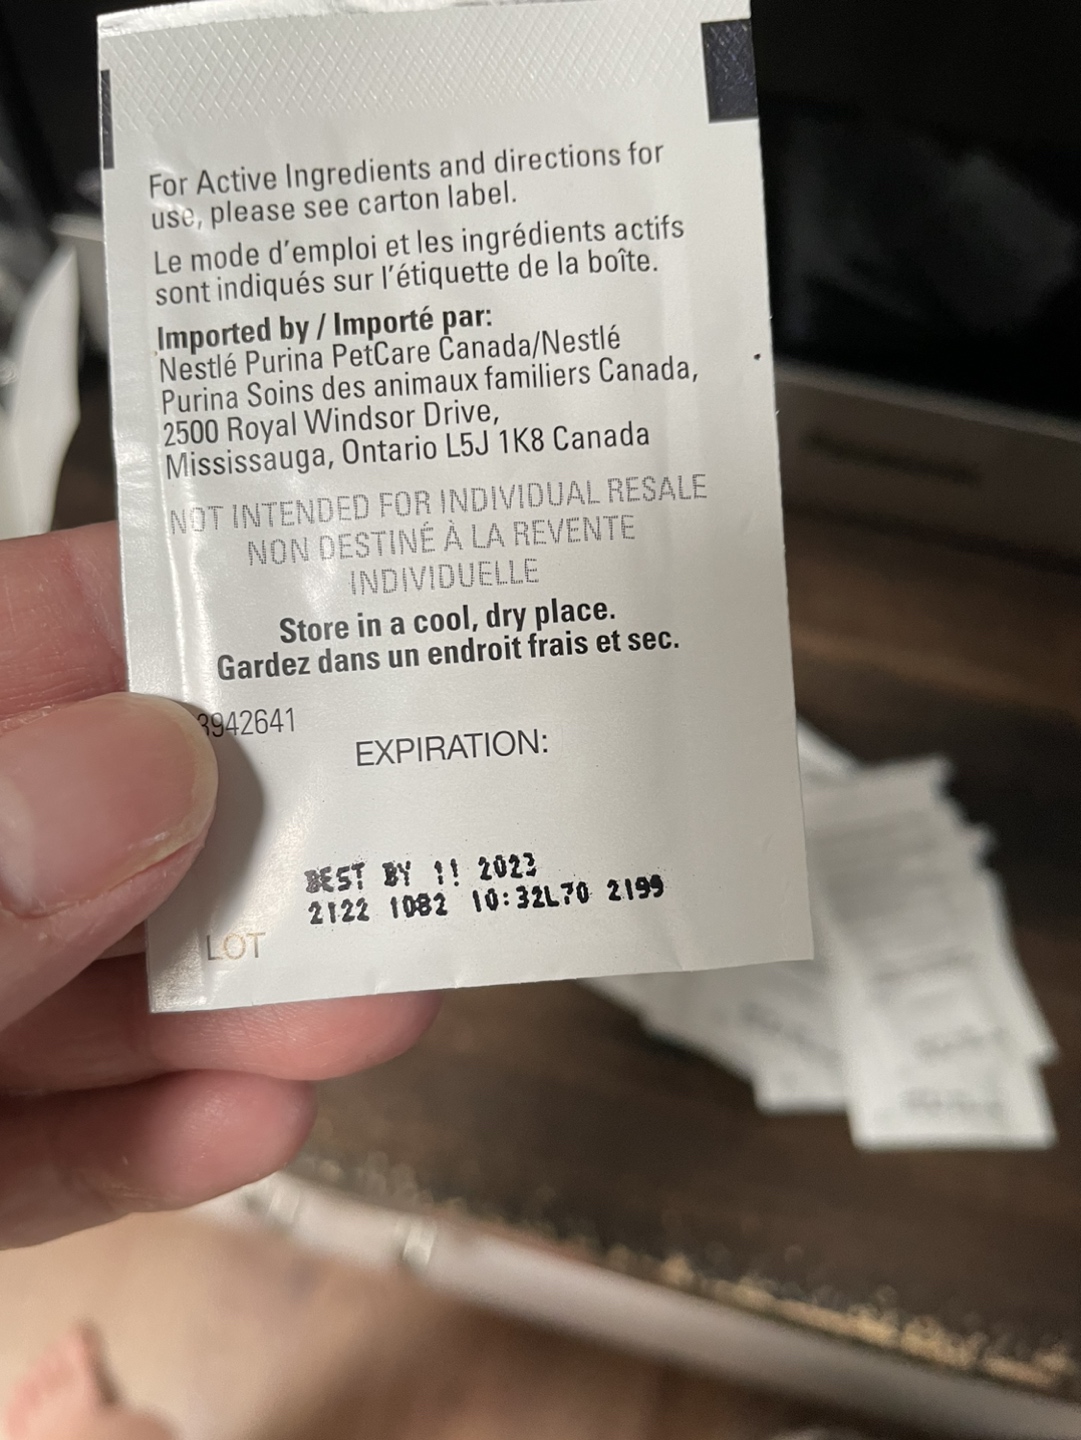 For Active Ingredients and directions for
use, please see carton label.
Le mode d'emploi et les ingrédients actifs
sont indiqués sur l'étiquette de la boîte.
Imported by / Importé par:
Nestlé Purina PetCare Canada/Nestlé
Purina Soins des animaux familiers Canada,
2500 Royal Windsor Drive,
Mississauga, Ontario L5J 1K8 Canada
NOT INTENDED FOR INDIVIDUAL RESALE
NON DESTINÉ À LA REVENTE
INDIVIDUELLE
Store in a cool, dry place.
Gardez dans un endroit frais et sec.
3942641
EXPIRATION:
BEST BY 11 2023
2122 1082 10:32L70 2199
LOT